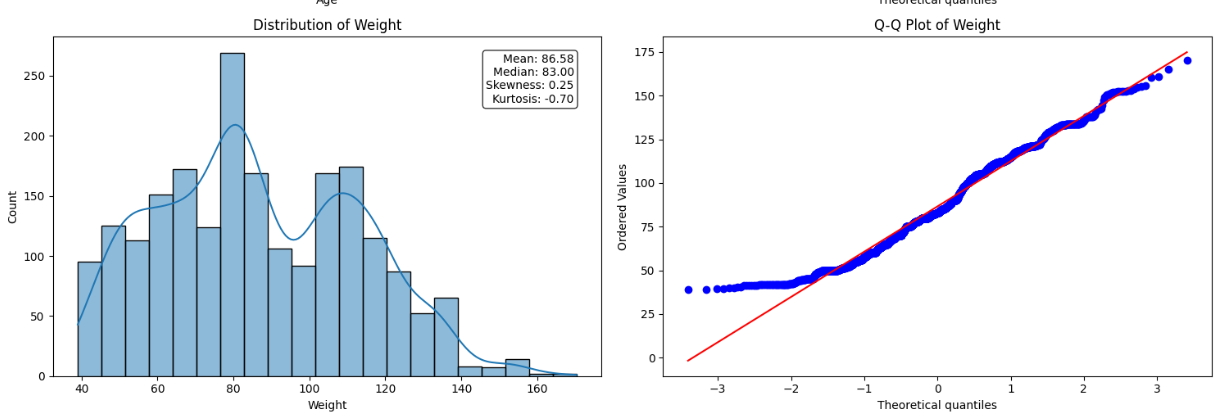 Age
Theoretical quantiles
Distribution of Weight
Mean: 86.58
Median: 83.00
Skewness: 0.25
Kurtosis: -0.70
250
200
150
100
50
0
Count
40 60 80 100 120 140 160
Weight
Q-Q Plot of Weight
175
150
125
100
75
50
25
0
Ordered Values
−3 −2 −1 0 1 2 3
Theoretical quantiles